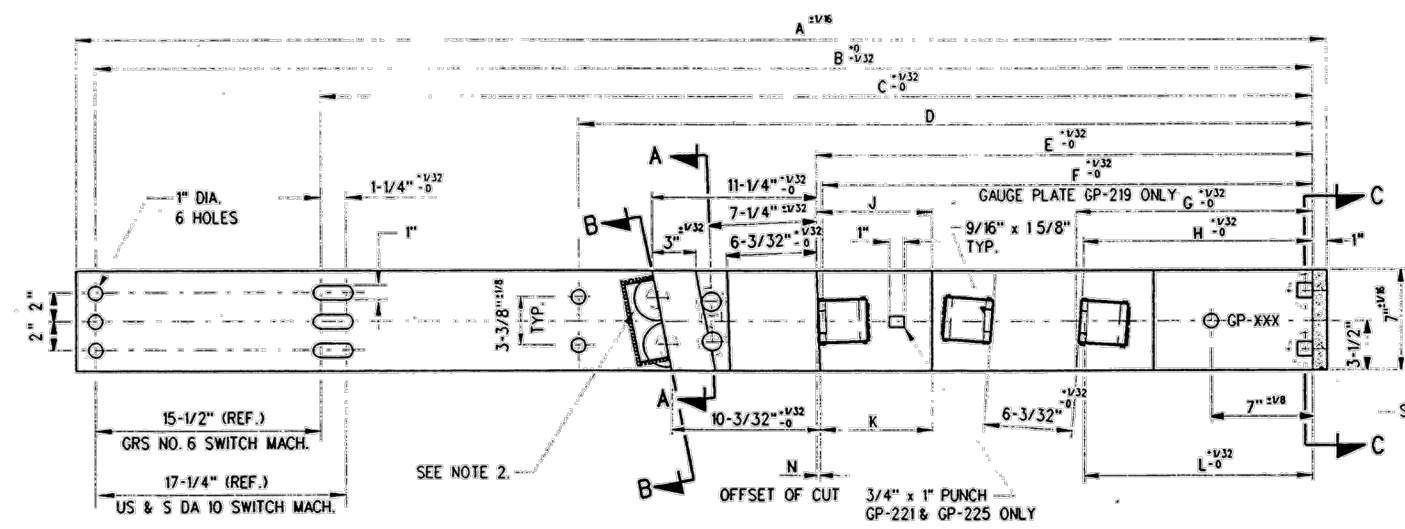 A ±1/16
B +0 -1/32
C +1/32 -0
D
E +1/32 -0
F +1/32 -0
GAUGE PLATE GP-219 ONLY
G +1/32 -0
H +1/32 -0
A
B
C
11-1/4" +1/32 -0
7-1/4" ±1/32
3" ±1/32
6-3/32" +1/32 -0
J
1"
9/16" x 1 5/8"
TYP.
1"
1" DIA.
6 HOLES
1-1/4" +1/32 -0
1"
2"
2"
3-3/8" ±1/8
TYP.
GP-XXX
3-1/2"
7" ±1/16
15-1/2" (REF.)
GRS NO. 6 SWITCH MACH.
17-1/4" (REF.)
US & S DA 10 SWITCH MACH.
SEE NOTE 2.
A
B
10-3/32" +1/32 -0
K
N
OFFSET OF CUT
3/4" x 1" PUNCH
GP-221 & GP-225 ONLY
6-3/32" +1/32 -0
7" ±1/8
L +1/32 -0
C
S